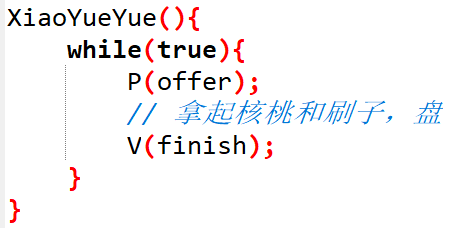 XiaoYueYue(){
while(true){
P(offer);
// 拿起核桃和刷子，盘
V(finish);
}
}